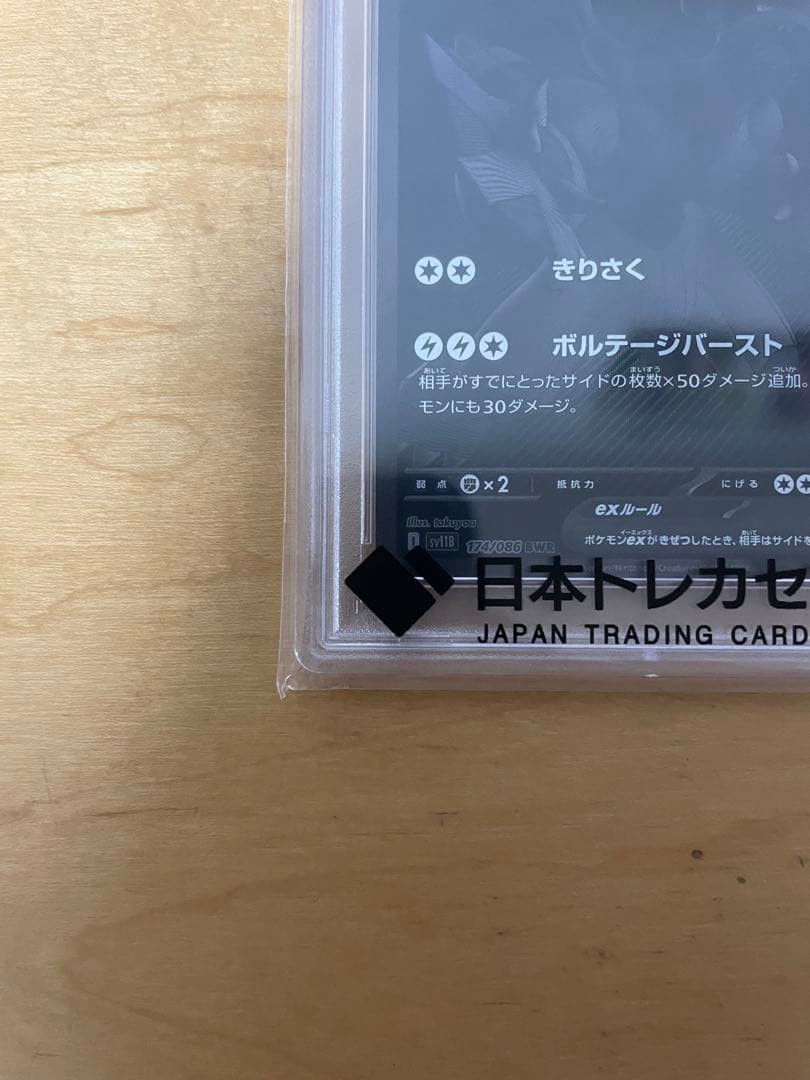 きりさく
ボルテージバースト
相手がすでにとったサイドの枚数×50ダメージ追加。
モンにも30ダメージ。
弱点 ×2 抵抗力 にげる
exルール
ポケモンexがきぜつしたとき、相手はサイドを
Illus. takuyoa
I sv11B 174/086 BWR
日本トレカセ
JAPAN TRADING CARD